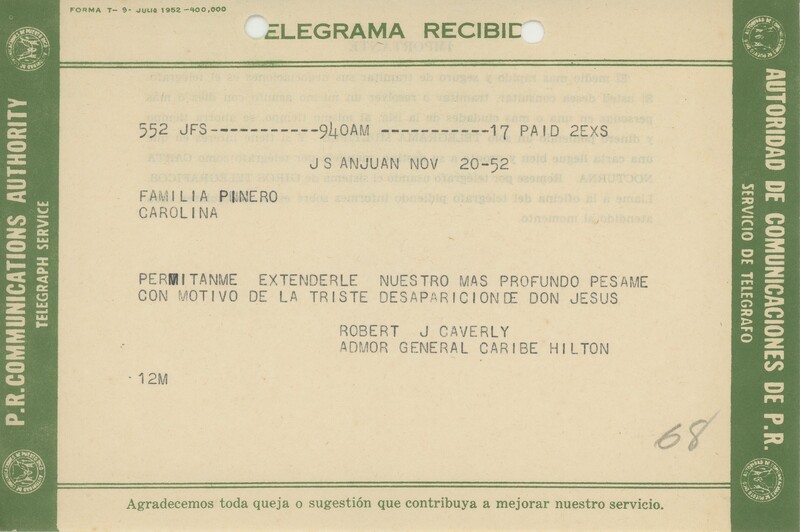 FORMA T- 9- JULIO 1952 -400,000
ELEGRAMA RECIBID
552 JFS-----------940AM -----------17 PAID 2EXS
JS ANJUAN NOV 20-52
FAMILIA PINERO
CAROLINA
PERMITANME EXTENDERLE NUESTRO MAS PROFUNDO PESAME
CON MOTIVO DE LA TRISTE DESAPARICIONDE DON JESUS
ROBERT J CAVERLY
ADMOR GENERAL CARIBE HILTON
12M
68
Agradecemos toda queja o sugestión que contribuya a mejorar nuestro servicio.
P.R. COMMUNICATIONS AUTHORITY
TELEGRAPH SERVICE
AUTORIDAD DE COMUNICACIONES DE P.R.
SERVICIO DE TELEGRAFO